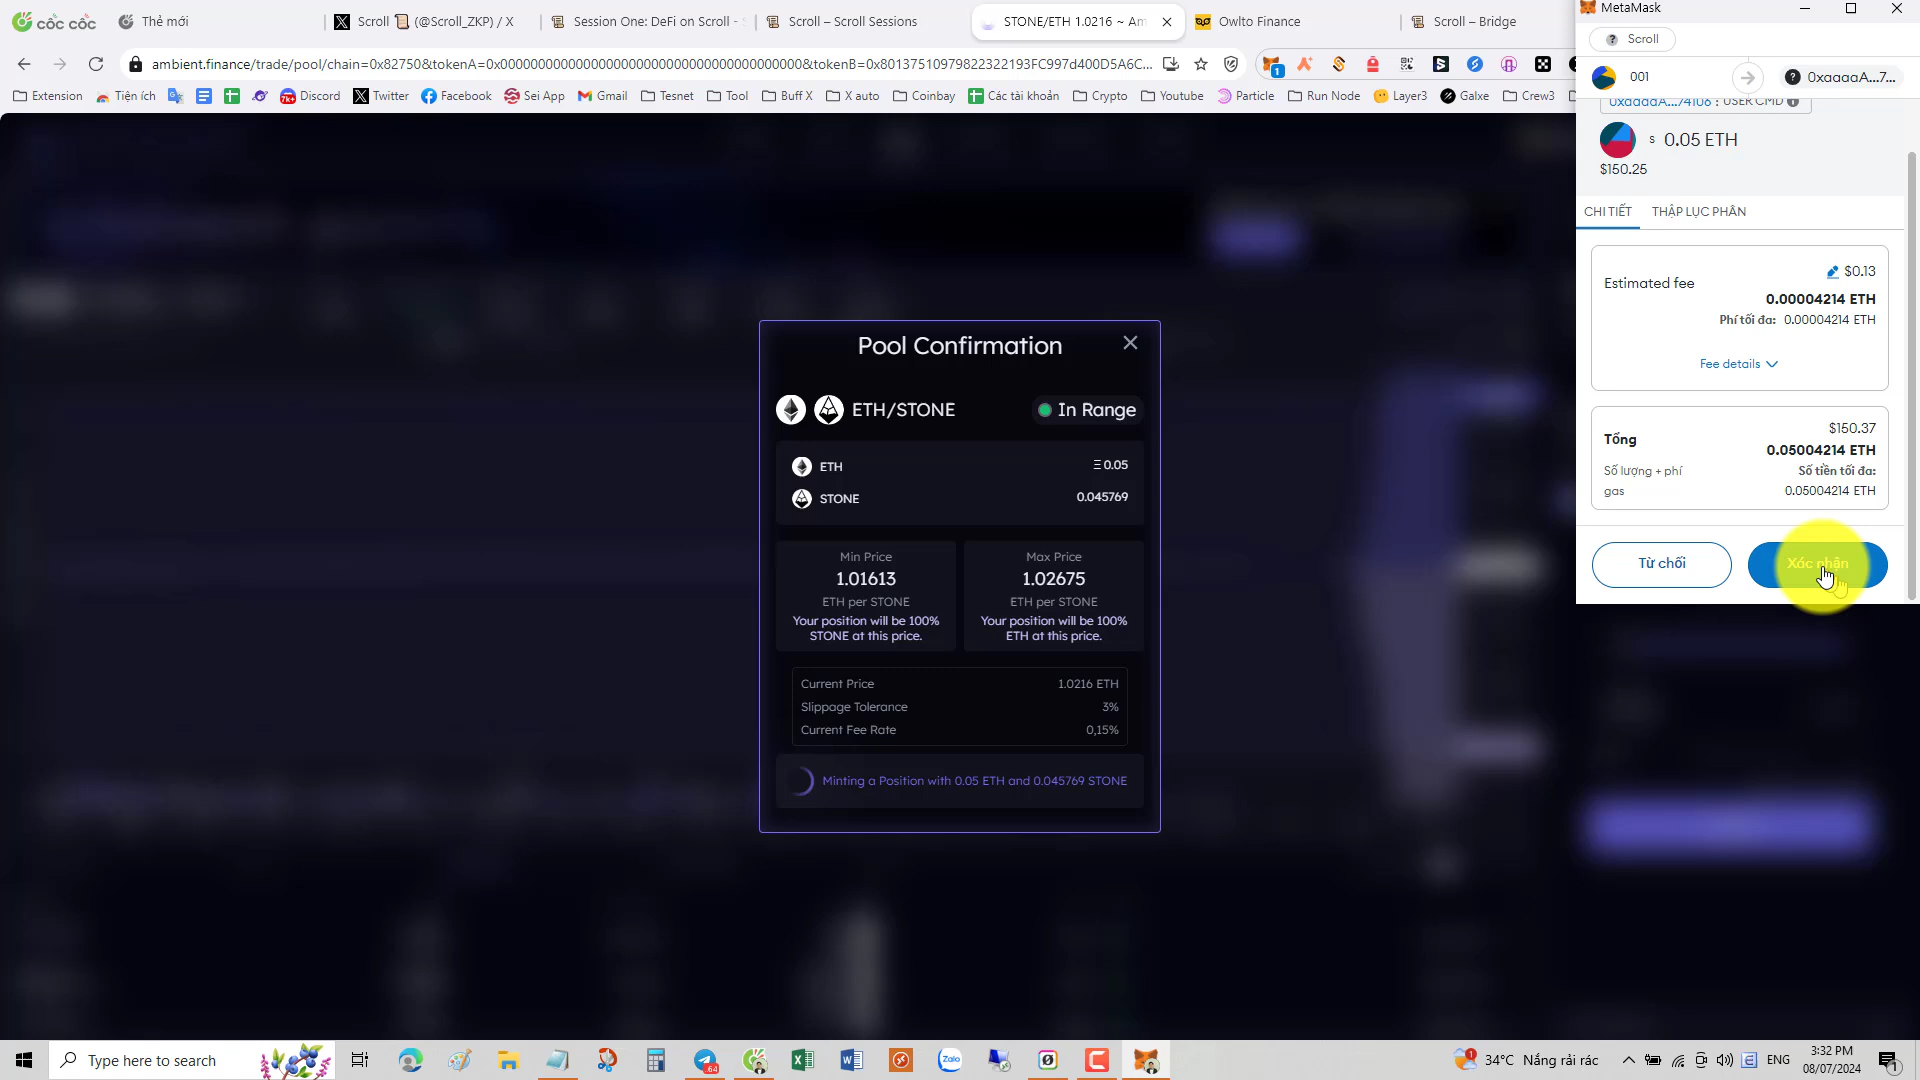 cốc cốc
Thẻ mới
Scroll 📜 (@Scroll_ZKP) / X
Session One: DeFi on Scroll -
Scroll – Scroll Sessions
STONE/ETH 1.0216 ~ Am
Owlto Finance
Scroll – Bridge
ambient.finance/trade/pool/chain=0x82750&tokenA=0x0000000000000000000000000000000000000000&tokenB=0x80137510979822322193FC997d400D5A6C...
Extension
Tiện ích
Discord
Twitter
Facebook
Sei App
Gmail
Tesnet
Tool
Buff X
X auto
Coinbay
Các tài khoản
Crypto
Youtube
Particle
Run Node
Layer3
Galxe
Crew3
MetaMask
Scroll
001
0xaaaaA...7...
0xaaaaA...74106 : USER CMD
S 0.05 ETH
$150.25
CHI TIẾT
THẬP LỤC PHÂN
Estimated fee
$0.13
0.00004214 ETH
Phí tối đa: 0.00004214 ETH
Fee details
Tổng
$150.37
0.05004214 ETH
Số lượng + phí gas
Số tiền tối đa:
0.05004214 ETH
Từ chối
Xác nhận
Pool Confirmation
ETH/STONE
In Range
ETH
Ξ 0.05
STONE
0.045769
Min Price
1.01613
ETH per STONE
Your position will be 100%
STONE at this price.
Max Price
1.02675
ETH per STONE
Your position will be 100%
ETH at this price.
Current Price
1.0216 ETH
Slippage Tolerance
3%
Current Fee Rate
0,15%
Minting a Position with 0.05 ETH and 0.045769 STONE
Type here to search
.64
Zalo
34°C Nắng rải rác
ENG
3:32 PM
08/07/2024